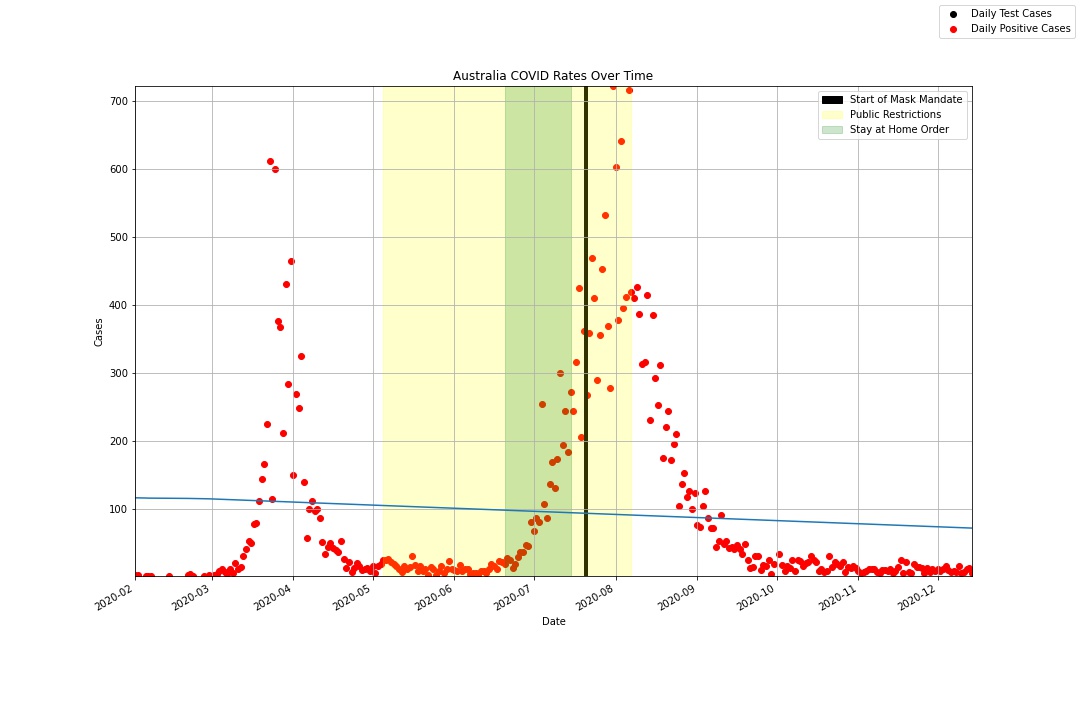 Daily Test Cases
Daily Positive Cases
Australia COVID Rates Over Time
Start of Mask Mandate
Public Restrictions
Stay at Home Order
700
600
500
400
300
200
100
Cases
2020-02
2020-03
2020-04
2020-05
2020-06
2020-07
2020-08
2020-09
2020-10
2020-11
2020-12
Date